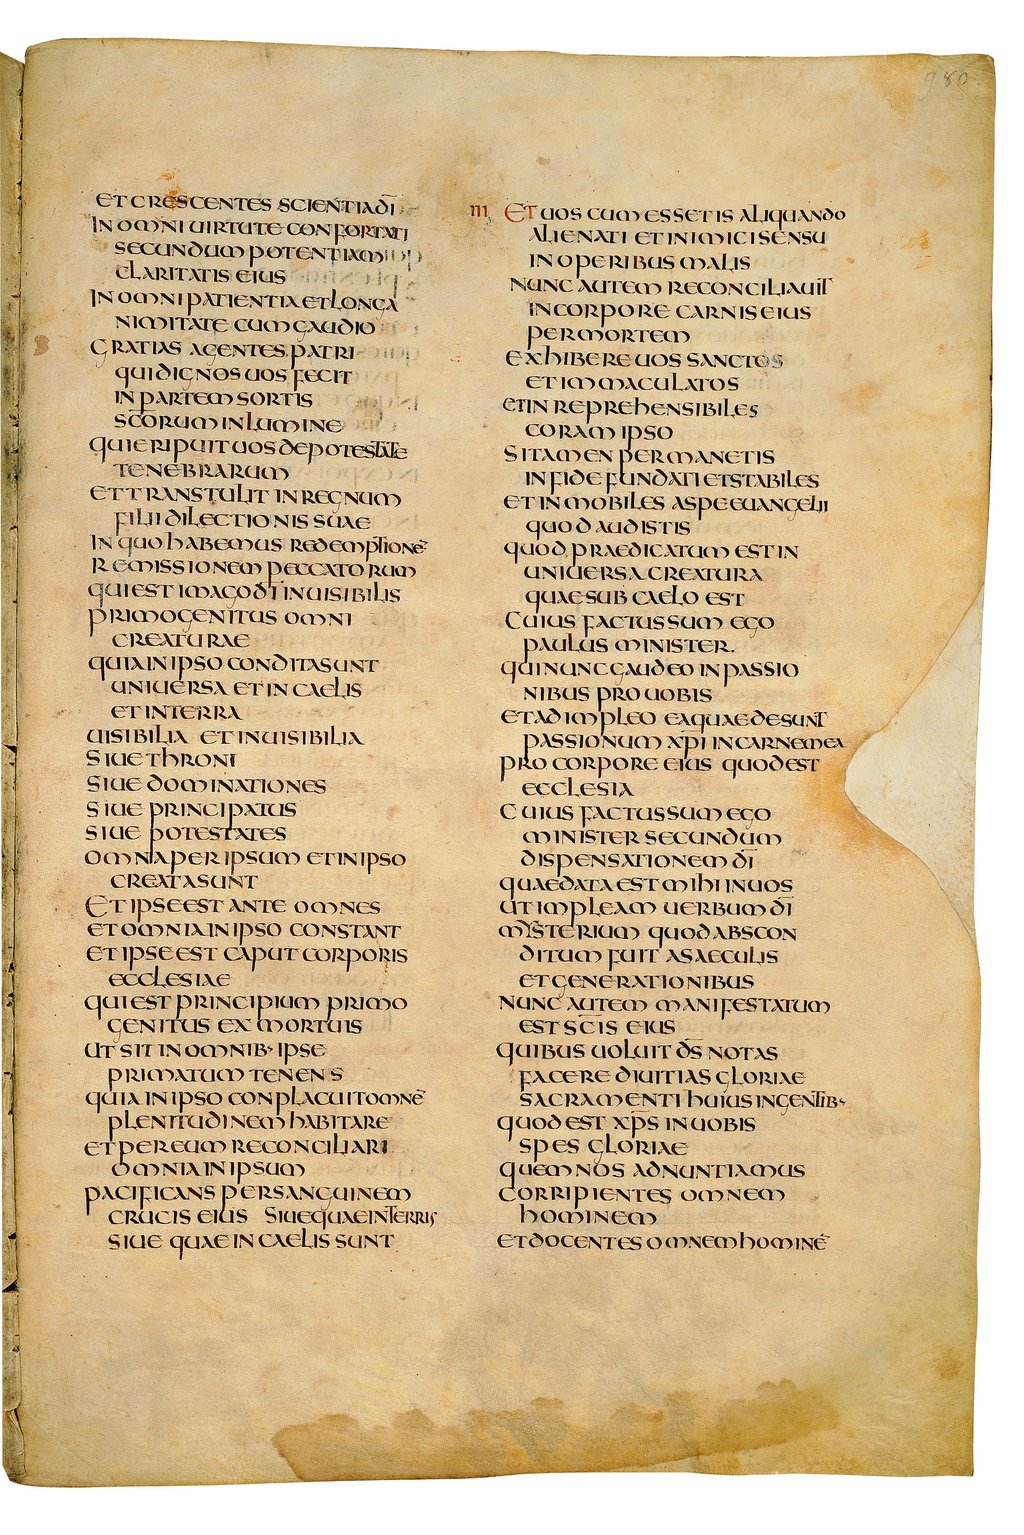 980
ET CRESCENTES SCIENTIA DĪ
IN OMNI UIRTUTE CONFORTATI
SECUNDUM POTENTIAM
CLARITATIS EIUS
IN OMNI PATIENTIA ET LONGA
NIMITATE CUM GAUDIO
GRATIAS AGENTES PATRI
QUI DIGNOS UOS FECIT
IN PARTEM SORTIS
SC̄ORUM IN LUMINE
QUI ERIPUIT UOS DE POTESTATE
TENEBRARUM
ET TRANSTULIT IN REGNUM
FILII DILECTIONIS SUAE
IN QUO HABEMUS REDEMPTIONĒ
REMISSIONEM PECCATORUM
QUI EST IMAGO DĪ INUISIBILIS
PRIMOGENITUS OMNI
CREATURAE
QUIA IN IPSO CONDITA SUNT
UNIUERSA ET IN CAELIS
ET IN TERRA
UISIBILIA ET INUISIBILIA
SIUE THRONI
SIUE DOMINATIONES
SIUE PRINCIPATUS
SIUE POTESTATES
OMNA PER IPSUM ET IN IPSO
CREATA SUNT
ET IPSE EST ANTE OMNES
ET OMNIA IN IPSO CONSTANT
ET IPSE EST CAPUT CORPORIS
ECCLESIAE
QUI EST PRINCIPIUM PRIMO
GENITUS EX MORTUIS
UT SIT IN OMNIB· IPSE
PRIMATUM TENENS
QUIA IN IPSO CONPLACUIT OMNĒ
PLENITUDINEM HABITARE
ET PER EUM RECONCILIARI
OMNIA IN IPSUM
PACIFICANS PER SANGUINEM
CRUCIS EIUS SIUE QUAE IN TERRIS
SIUE QUAE IN CAELIS SUNT
III ET UOS CUM ESSETIS ALIQUANDO
ALIENATI ET INIMICI SENSU
IN OPERIBUS MALIS
NUNC AUTEM RECONCILIAUIT
IN CORPORE CARNIS EIUS
PER MORTEM
EXHIBERE UOS SANCTOS
ET IMMACULATOS
ET INREPREHENSIBILES
CORAM IPSO
SI TAMEN PERMANETIS
IN FIDE FUNDATI ET STABILES
ET INMOBILES A SPE EUANGELII
QUOD AUDISTIS
QUOD PRAEDICATUM EST IN
UNIUERSA CREATURA
QUAE SUB CAELO EST
CUIUS FACTUS SUM EGO
PAULUS MINISTER
QUI NUNC GAUDEO IN PASSIO
NIBUS PRO UOBIS
ET ADIMPLEO EA QUAE DESUNT
PASSIONUM XP̄I IN CARNE MEA
PRO CORPORE EIUS QUOD EST
ECCLESIA
CUIUS FACTUS SUM EGO
MINISTER SECUNDUM
DISPENSATIONEM DĪ
QUAE DATA EST MIHI IN UOS
UT IMPLEAM UERBUM DĪ
MYSTERIUM QUOD ABSCON
DITUM FUIT A SAECULIS
ET GENERATIONIBUS
NUNC AUTEM MANIFESTATUM
EST SC̄IS EIUS
QUIBUS UOLUIT DS̄ NOTAS
FACERE DIUITIAS GLORIAE
SACRAMENTI HUIUS IN GENTIB·
QUOD EST XP̄S IN UOBIS
SPES GLORIAE
QUEM NOS ADNUNTIAMUS
CORRIPIENTES OMNEM
HOMINEM
ET DOCENTES OMNEM HOMINĒ